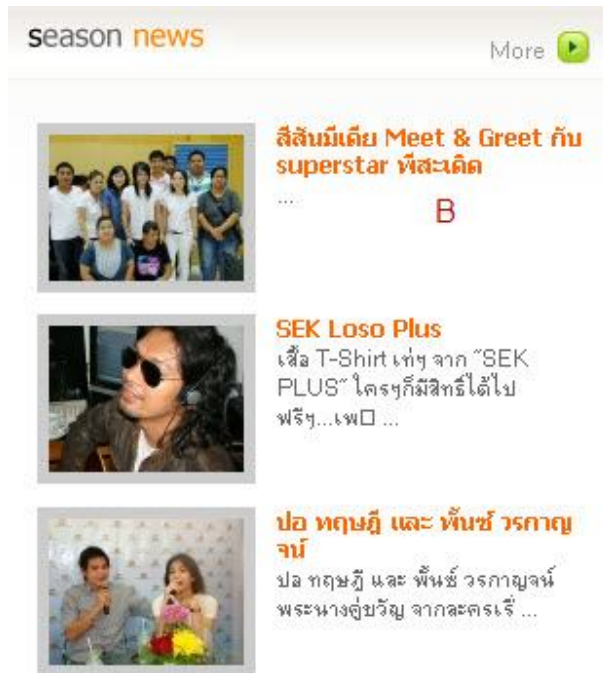 season news
More
สีสันมีเดีย Meet & Greet กับ
superstar พีสะเดิด
...
B
SEK Loso Plus
เสื้อ T-Shirt เท่ๆ จาก ˝SEK
PLUS˝ ใครๆก็มีสิทธิ์ได้ไป
ฟรีๆ...เพ□ ...
ปอ ทฤษฎี และ พั้นช์ วรกาญ
จน์
ปอ ทฤษฎี และ พั้นช์ วรกาญจน์
พระนางคู่ขวัญ จากละครเรื่ ...